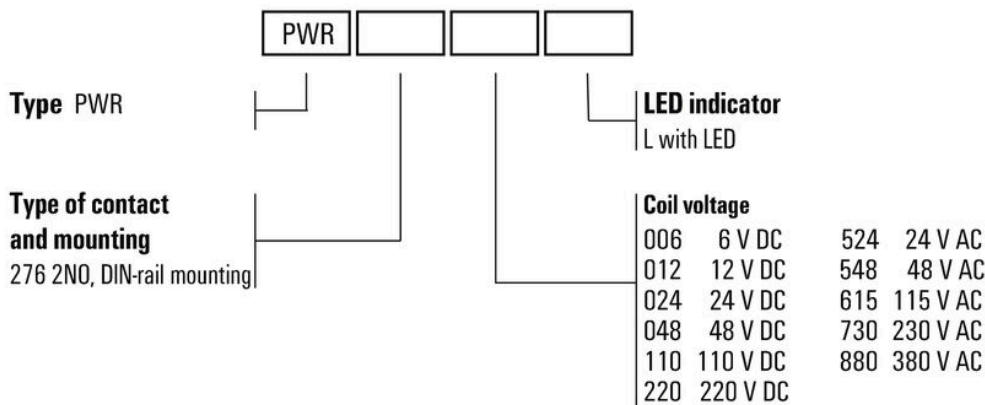 PWR
Type PWR
LED indicator
L with LED
Type of contact
and mounting
276 2NO, DIN-rail mounting
Coil voltage
006 6 V DC 524 24 V AC
012 12 V DC 548 48 V AC
024 24 V DC 615 115 V AC
048 48 V DC 730 230 V AC
110 110 V DC 880 380 V AC
220 220 V DC